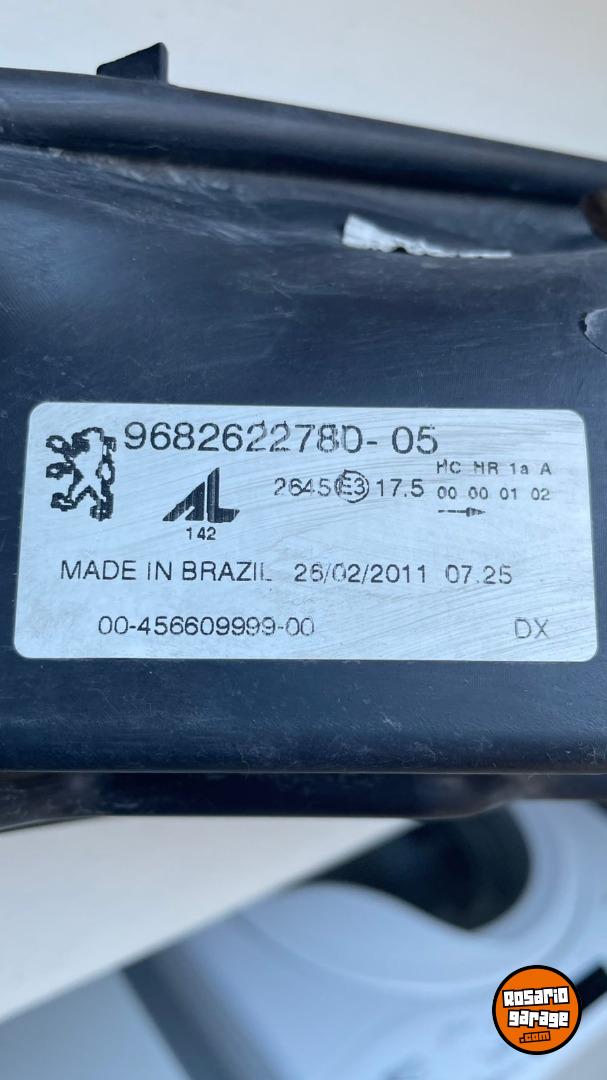 9682622780-05
AL
142
2645 E3 17.5
HC HR 1a A
00 00 01 02
MADE IN BRAZIL 26/02/2011 07.25
00-456609999-00 DX
Rosario
garage
.com